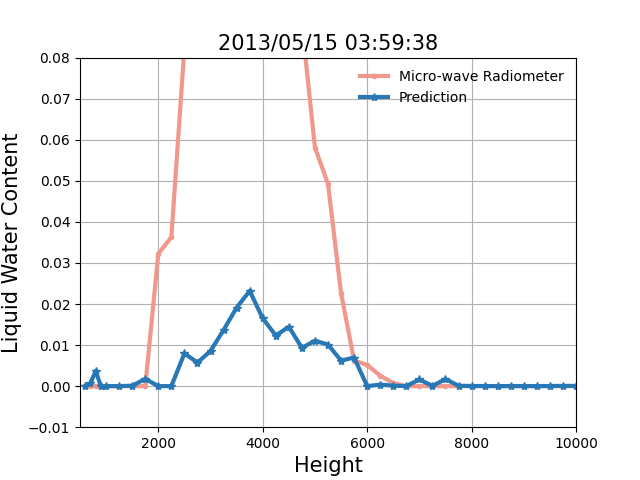 2013/05/15 03:59:38
0.08
0.07
0.06
0.05
0.04
0.03
0.02
0.01
0.00
−0.01
Liquid Water Content
Micro-wave Radiometer
Prediction
2000 4000 6000 8000 10000
Height